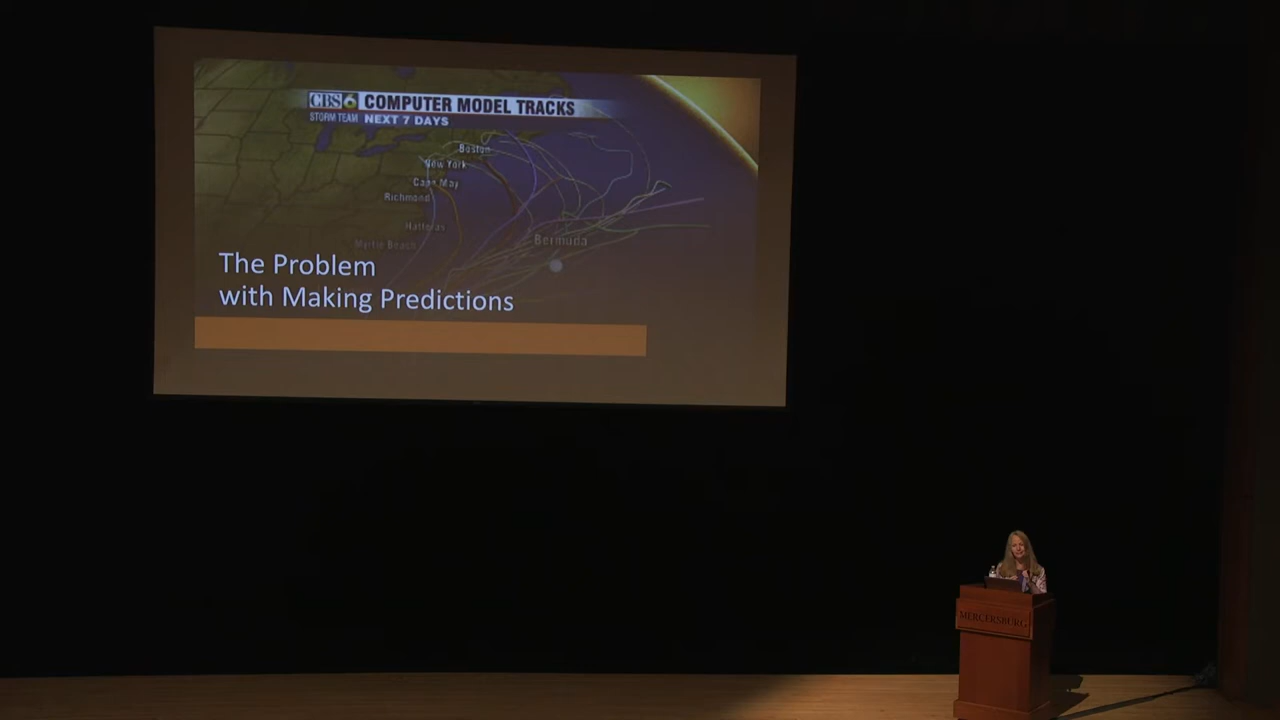 CBS 6 COMPUTER MODEL TRACKS
STORM TEAM NEXT 7 DAYS
Boston
New York
Cape May
Richmond
Hatteras
Myrtle Beach
Bermuda
The Problem
with Making Predictions
MERCERSBURG